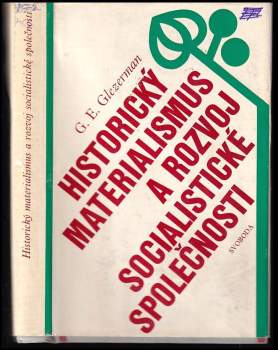 Historický materialismus a rozvoj socialistické společnosti
G. E. Glezerman
HISTORICKÝ
MATERIALISMUS
A ROZVOJ
SOCIALISTICKÉ
SPOLEČNOSTI
SVOBODA